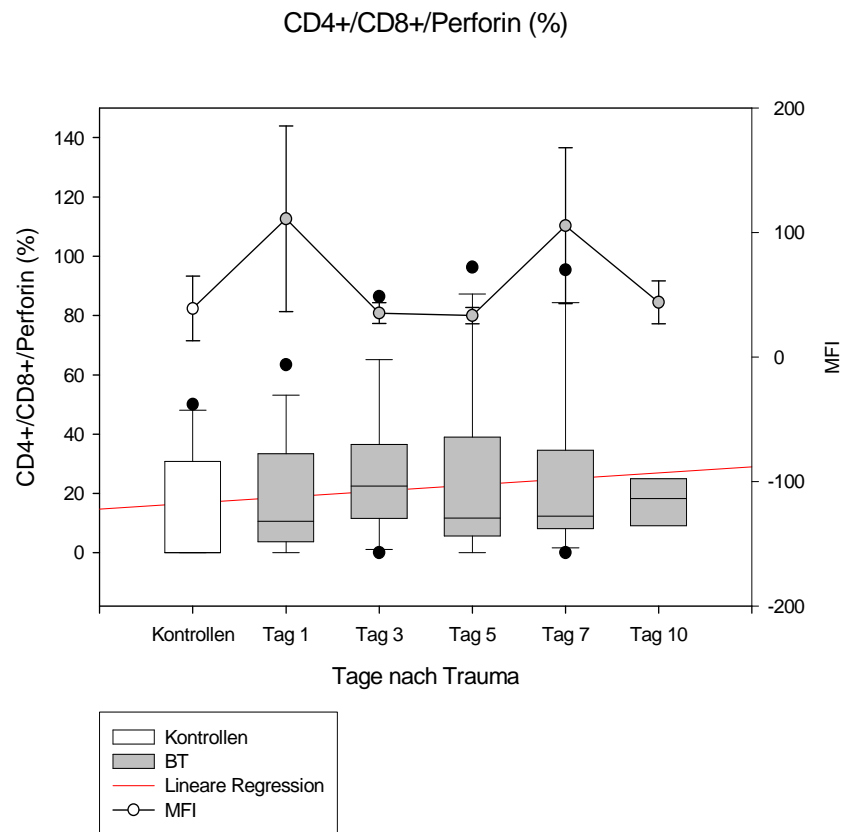 CD4+/CD8+/Perforin (%)
140
120
100
80
60
40
20
0
CD4+/CD8+/Perforin (%)
200
100
0
-100
-200
MFI
Kontrollen Tag 1 Tag 3 Tag 5 Tag 7 Tag 10
Tage nach Trauma
Kontrollen
BT
Lineare Regression
MFI